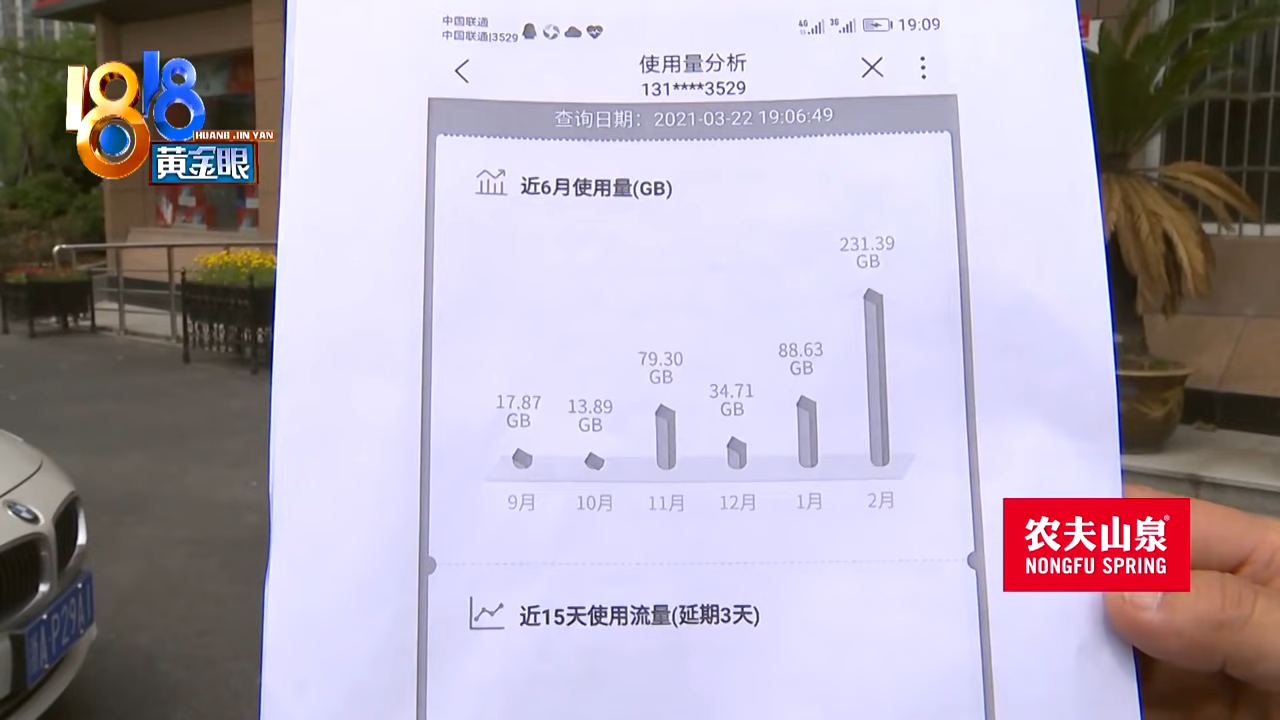 中国联通
中国联通|3529
4G
3G
19:09
使用量分析
131****3529
查询日期：2021-03-22 19:06:49
1818
HUANG JIN YAN
黄金眼
近6月使用量(GB)
231.39
GB
79.30
GB
88.63
GB
34.71
GB
17.87
GB
13.89
GB
9月
10月
11月
12月
1月
2月
农夫山泉®
NONGFU SPRING
近15天使用流量(延期3天)